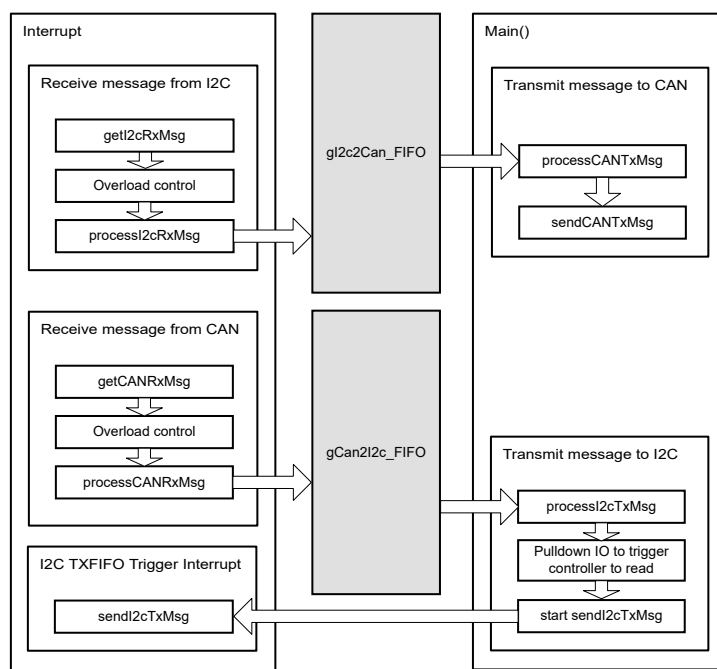 Interrupt
Receive message from I2C
getI2cRxMsg
Overload control
processI2cRxMsg
Receive message from CAN
getCANRxMsg
Overload control
processCANRxMsg
I2C TXFIFO Trigger Interrupt
sendI2cTxMsg
gI2c2Can_FIFO
gCan2I2c_FIFO
Main()
Transmit message to CAN
processCANTxMsg
sendCANTxMsg
Transmit message to I2C
processI2cTxMsg
Pulldown IO to trigger
controller to read
start sendI2cTxMsg